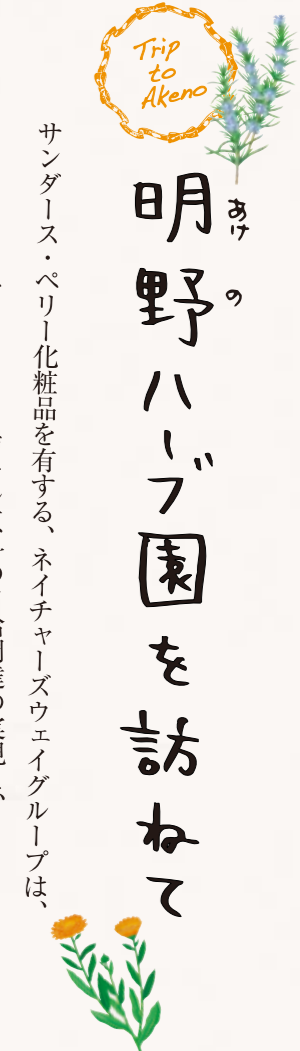 Trip
to
Akeno
明野ハーブ園を訪ねて
あけの
サンダース・ペリー化粧品を有する、ネイチャーズウェイグループは、